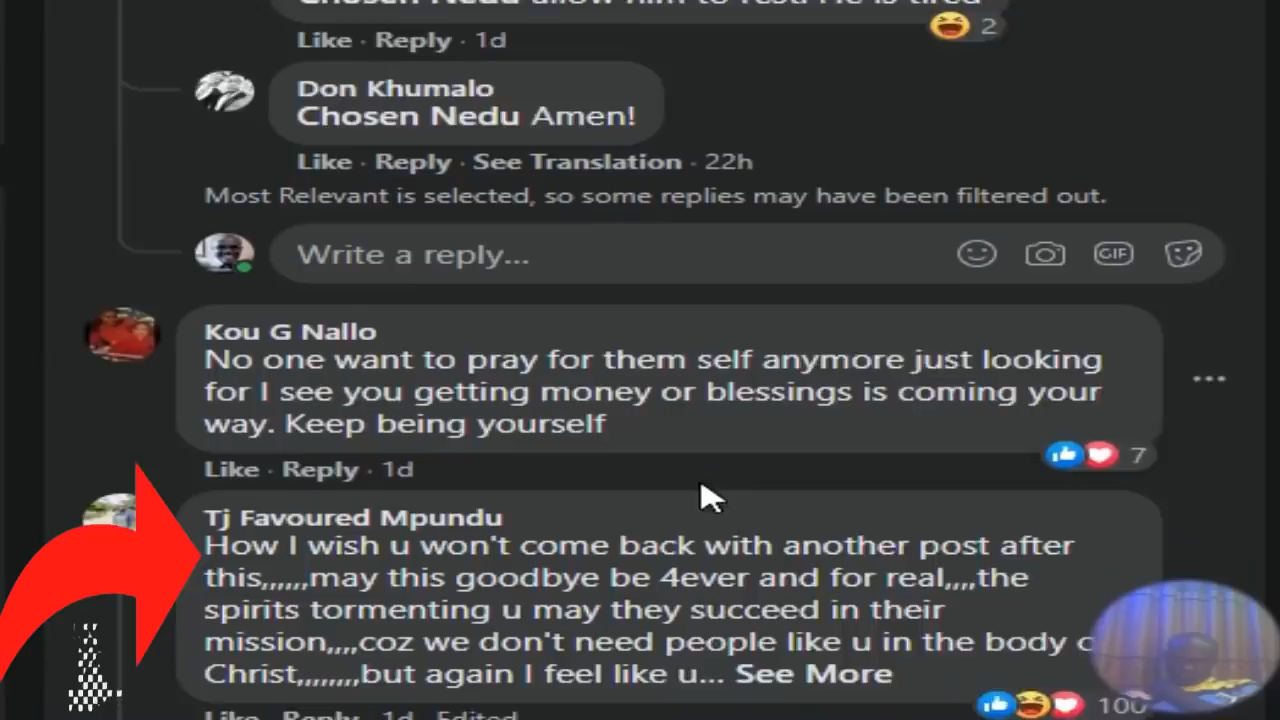 Chosen Nedu allow him to rest! He is tired
2
Like · Reply · 1d
Don Khumalo
Chosen Nedu Amen!
Like · Reply · See Translation · 22h
Most Relevant is selected, so some replies may have been filtered out.
Write a reply...
GIF
Kou G Nallo
No one want to pray for them self anymore just looking
for I see you getting money or blessings is coming your
way. Keep being yourself
7
Like · Reply · 1d
Tj Favoured Mpundu
How I wish u won't come back with another post after
this,,,,,,may this goodbye be 4ever and for real,,,,the
spirits tormenting u may they succeed in their
mission,,,,coz we don't need people like u in the body
Christ,,,,,,,,but again I feel like u... See More
100
Like · Reply · 1d · Edited